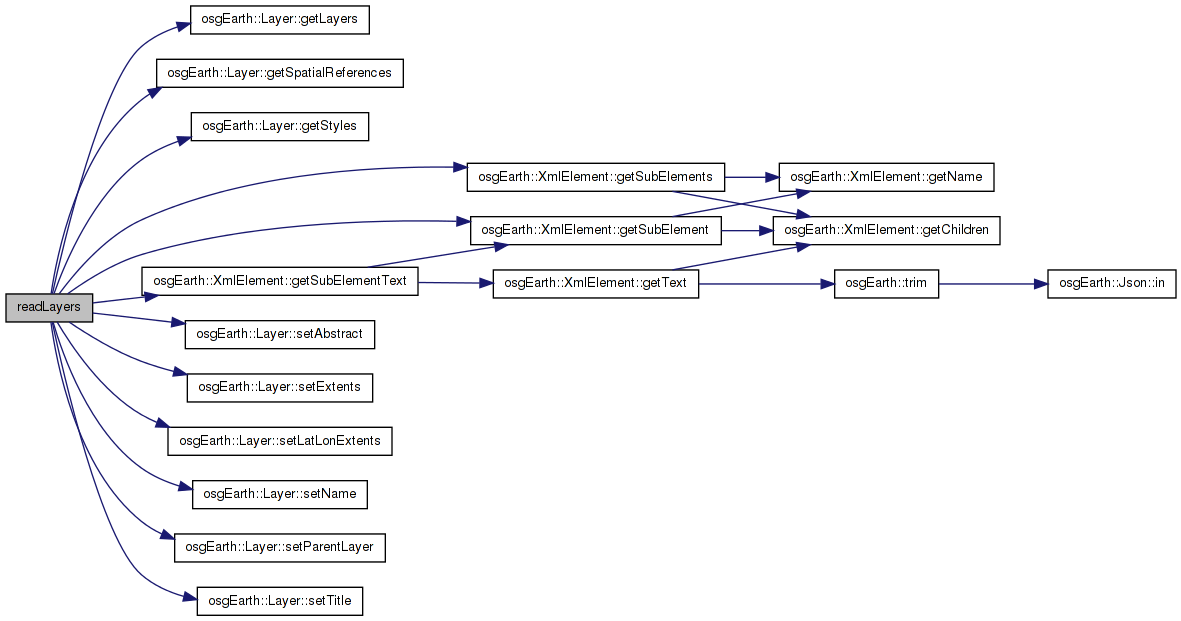 osgEarth::Layer::getLayers
osgEarth::Layer::getSpatialReferences
osgEarth::Layer::getStyles
osgEarth::XmlElement::getSubElements
osgEarth::XmlElement::getName
osgEarth::XmlElement::getSubElement
osgEarth::XmlElement::getChildren
osgEarth::XmlElement::getSubElementText
osgEarth::XmlElement::getText
osgEarth::trim
osgEarth::Json::in
readLayers
osgEarth::Layer::setAbstract
osgEarth::Layer::setExtents
osgEarth::Layer::setLatLonExtents
osgEarth::Layer::setName
osgEarth::Layer::setParentLayer
osgEarth::Layer::setTitle